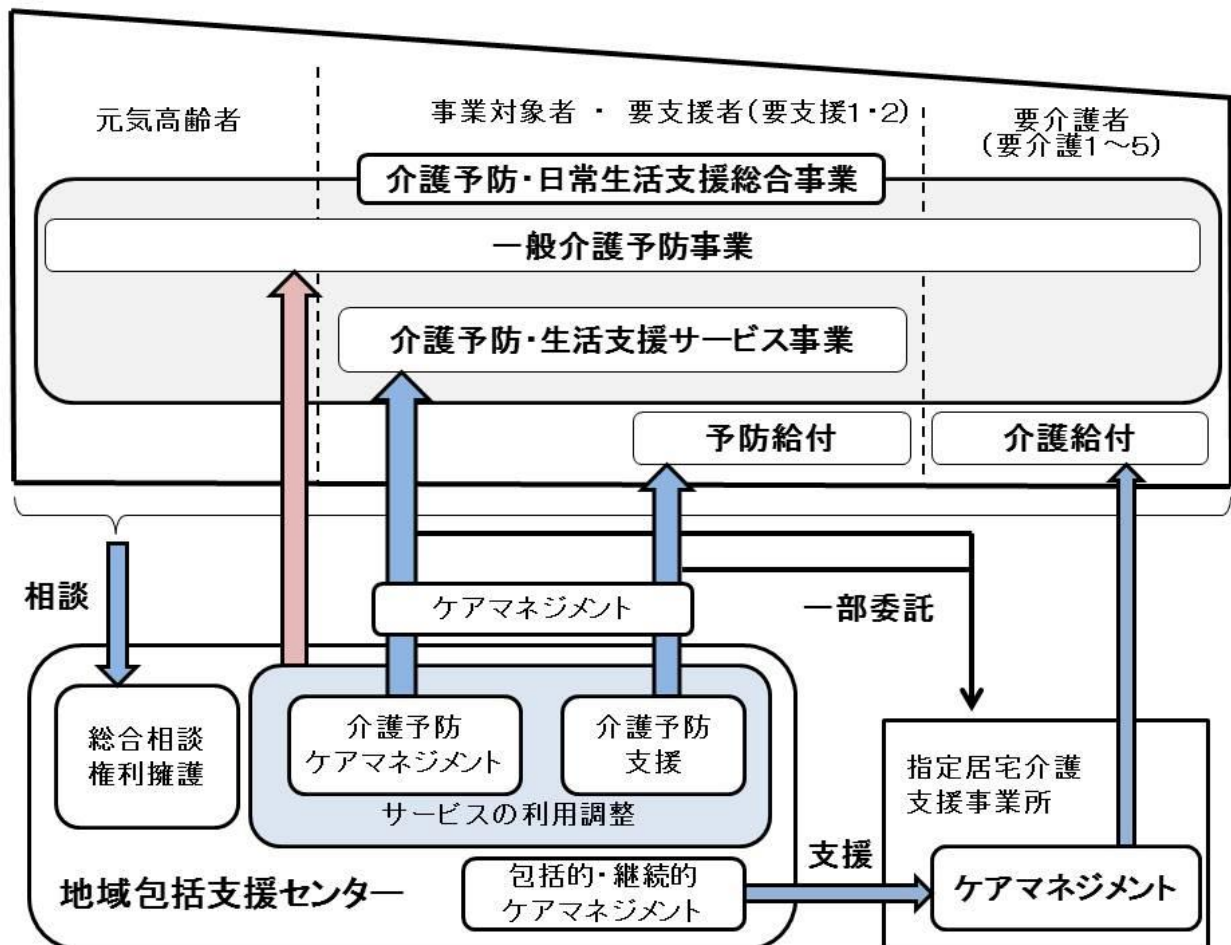 元気高齢者
事業対象者 ・ 要支援者(要支援1・2)
要介護者
(要介護1～5)
介護予防・日常生活支援総合事業
一般介護予防事業
介護予防・生活支援サービス事業
予防給付
介護給付
相談
ケアマネジメント
一部委託
総合相談
権利擁護
介護予防
ケアマネジメント
介護予防
支援
サービスの利用調整
指定居宅介護
支援事業所
地域包括支援センター
包括的・継続的
ケアマネジメント
支援
ケアマネジメント